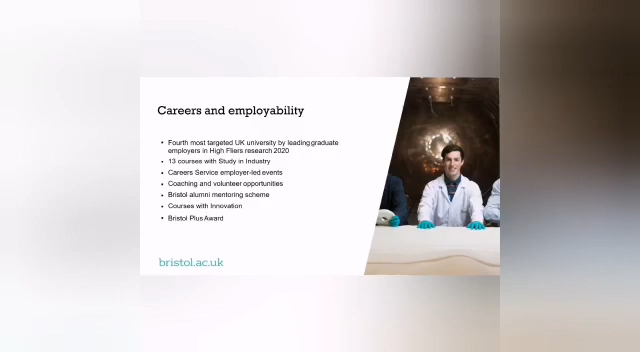 Careers and employability
Fourth most targeted UK university by leading graduate
employers in High Fliers research 2020
13 courses with Study in Industry
Careers Service employer-led events
Coaching and volunteer opportunities
Bristol alumni mentoring scheme
Courses with Innovation
Bristol Plus Award
bristol.ac.uk